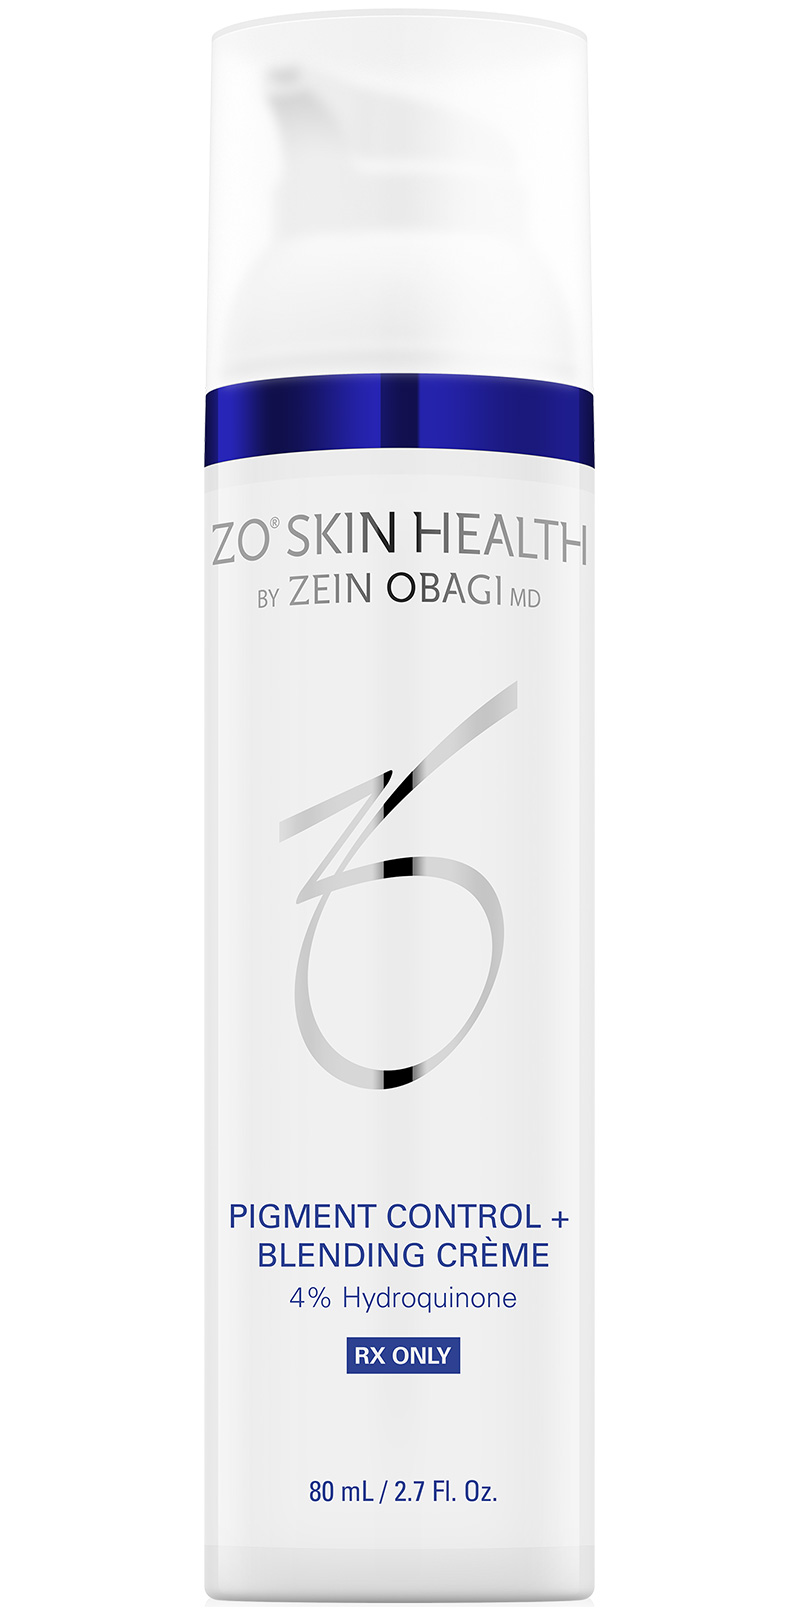 ZO® SKIN HEALTH
BY ZEIN OBAGI MD
PIGMENT CONTROL +
BLENDING CRÈME
4% Hydroquinone
RX ONLY
80 mL / 2.7 Fl. Oz.